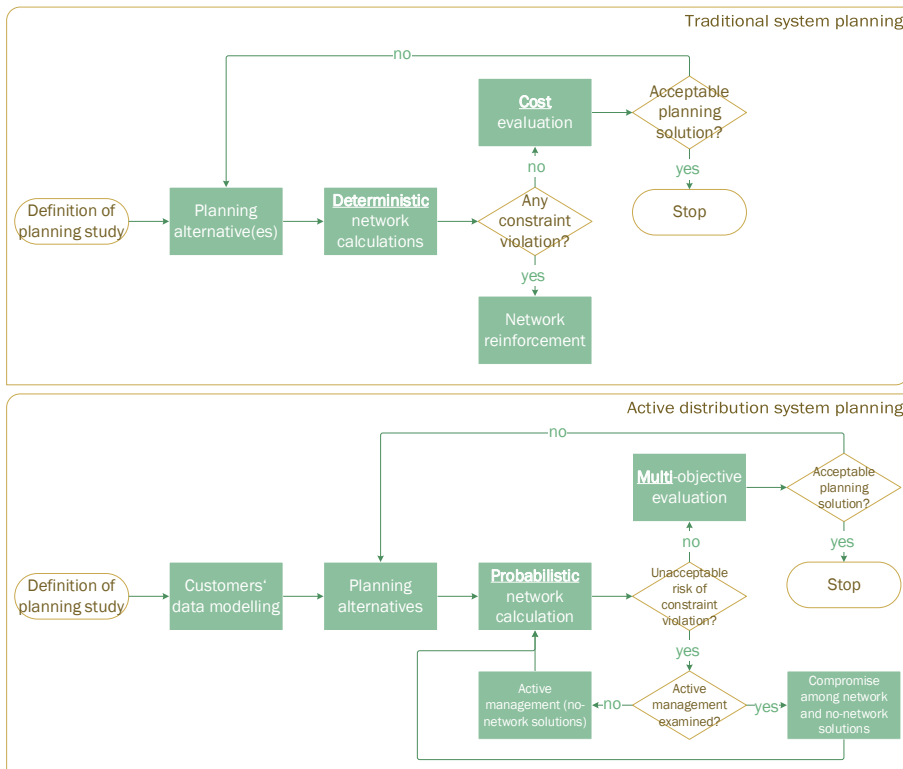 Traditional system planning
no
Cost
evaluation
Acceptable
planning
solution?
no
yes
Definition of
planning study
Planning
alternative(es)
Deterministic
network
calculations
Any
constraint
violation?
Stop
yes
Network
reinforcement
Active distribution system planning
no
Multi-objective
evaluation
Acceptable
planning
solution?
no
yes
Definition of
planning study
Customers'
data modelling
Planning
alternatives
Probabilistic
network
calculation
Unacceptable
risk of
constraint
violation?
Stop
yes
Active
management (no-
network solutions)
no
Active
management
examined?
yes
Compromise
among network
and no-network
solutions